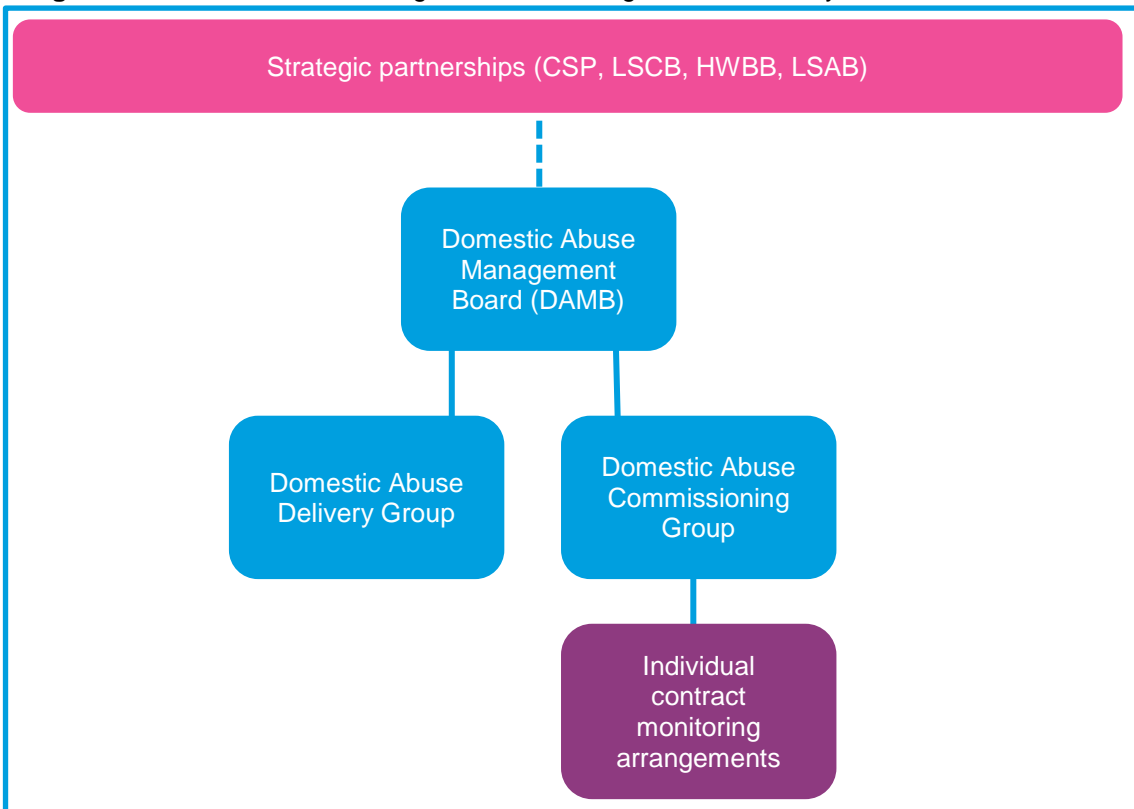 Strategic partnerships (CSP, LSCB, HWBB, LSAB)
Domestic Abuse
Management
Board (DAMB)
Domestic Abuse
Delivery Group
Domestic Abuse
Commissioning
Group
Individual
contract
monitoring
arrangements